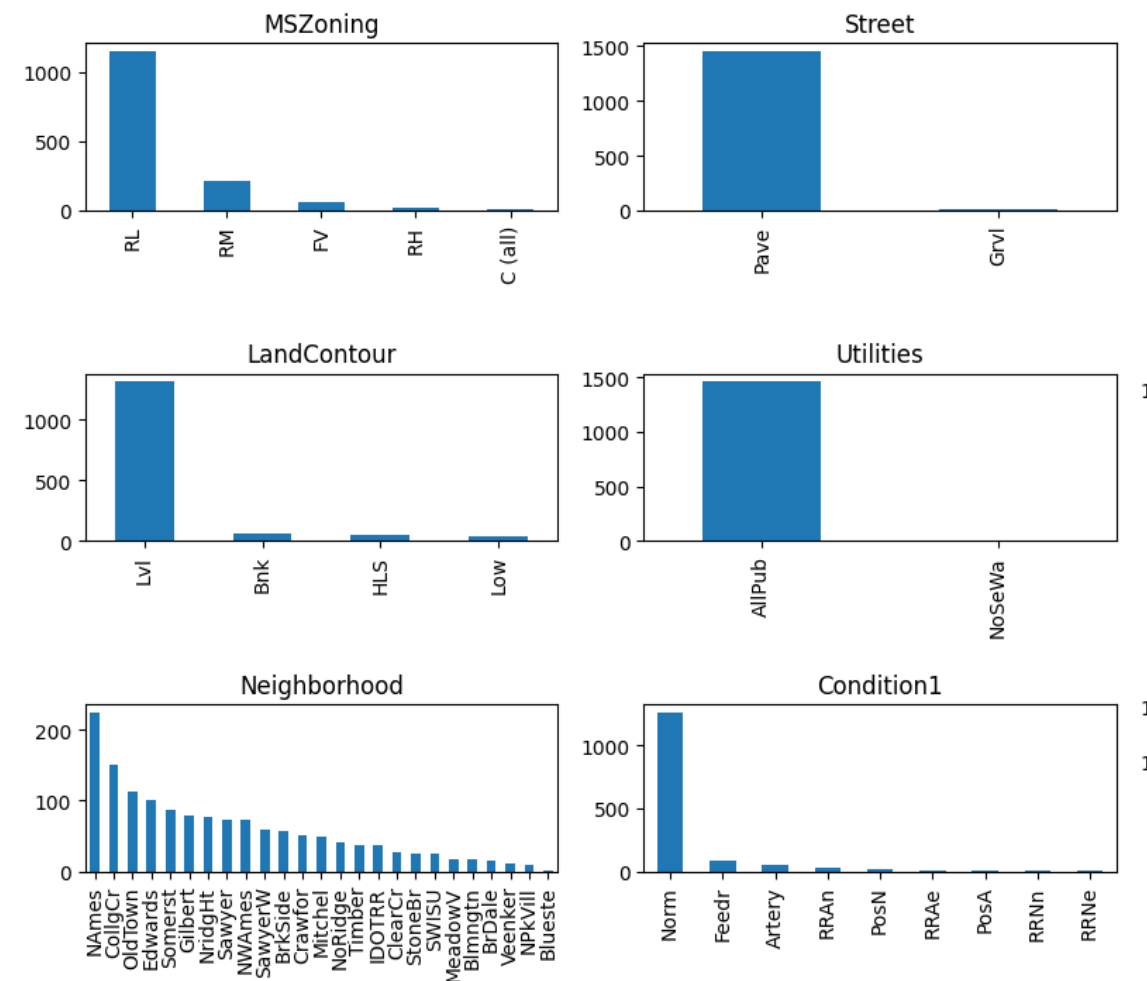 MSZoning
1000
500
0
RL
RM
FV
RH
C (all)
Street
1500
1000
500
0
Pave
Grvl
LandContour
1000
500
0
Lvl
Bnk
HLS
Low
Utilities
1500
1000
500
0
AllPub
NoSeWa
1
Neighborhood
200
100
0
NAmes
CollgCr
OldTown
Edwards
Somerst
Gilbert
NridgHt
Sawyer
NWAmes
SawyerW
BrkSide
Crawfor
Mitchel
NoRidge
Timber
IDOTRR
ClearCr
StoneBr
SWISU
MeadowV
Blmngtn
BrDale
Veenker
NPkVill
Blueste
Condition1
1000
500
0
Norm
Feedr
Artery
RRAn
PosN
RRAe
PosA
RRNn
RRNe
1
1